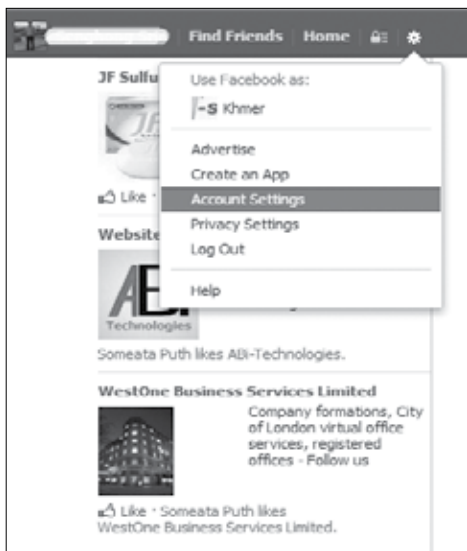 Find Friends Home
JF Sulfu
Use Facebook as:
Khmer
Advertise
Create an App
Like ·
Account Settings
Website
Privacy Settings
Log Out
Help
Technologies
Someata Puth likes ABi-Technologies.
WestOne Business Services Limited
Company formations, City
of London virtual office
services, registered
offices - Follow us
Like · Someata Puth likes
WestOne Business Services Limited.